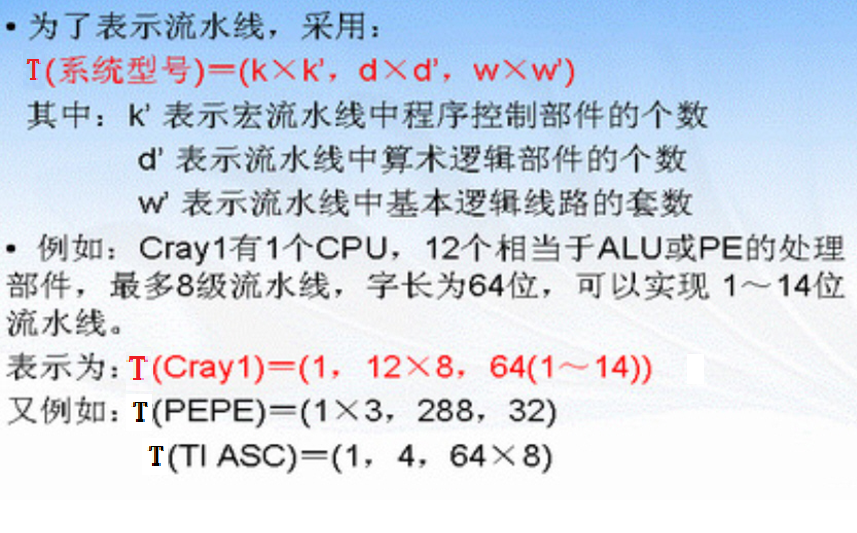 • 为了表示流水线，采用：
T(系统型号)＝(k×k’，d×d’，w×w’)
其中：k’ 表示宏流水线中程序控制部件的个数
d’ 表示流水线中算术逻辑部件的个数
w’ 表示流水线中基本逻辑线路的套数
• 例如：Cray1有1个CPU，12个相当于ALU或PE的处理
部件，最多8级流水线，字长为64位，可以实现 1～14位
流水线。
表示为：T(Cray1)＝(1，12×8，64(1～14))
又例如：T(PEPE)＝(1×3，288，32)
T(TI ASC)＝(1，4，64×8)